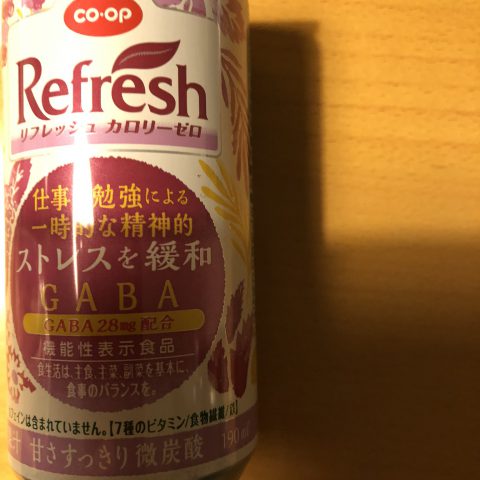 CO·OP
Refresh
リフレッシュ カロリーゼロ
仕事 勉強による
一時的な精神的
ストレスを緩和
GABA
GABA 28mg 配合
機能性表示食品
食生活は、主食、主菜、副菜を基本に、
食事のバランスを。
フェインは含まれていません。【7種のビタミン/食物繊維/
甘さすっきり 微炭酸 190ml